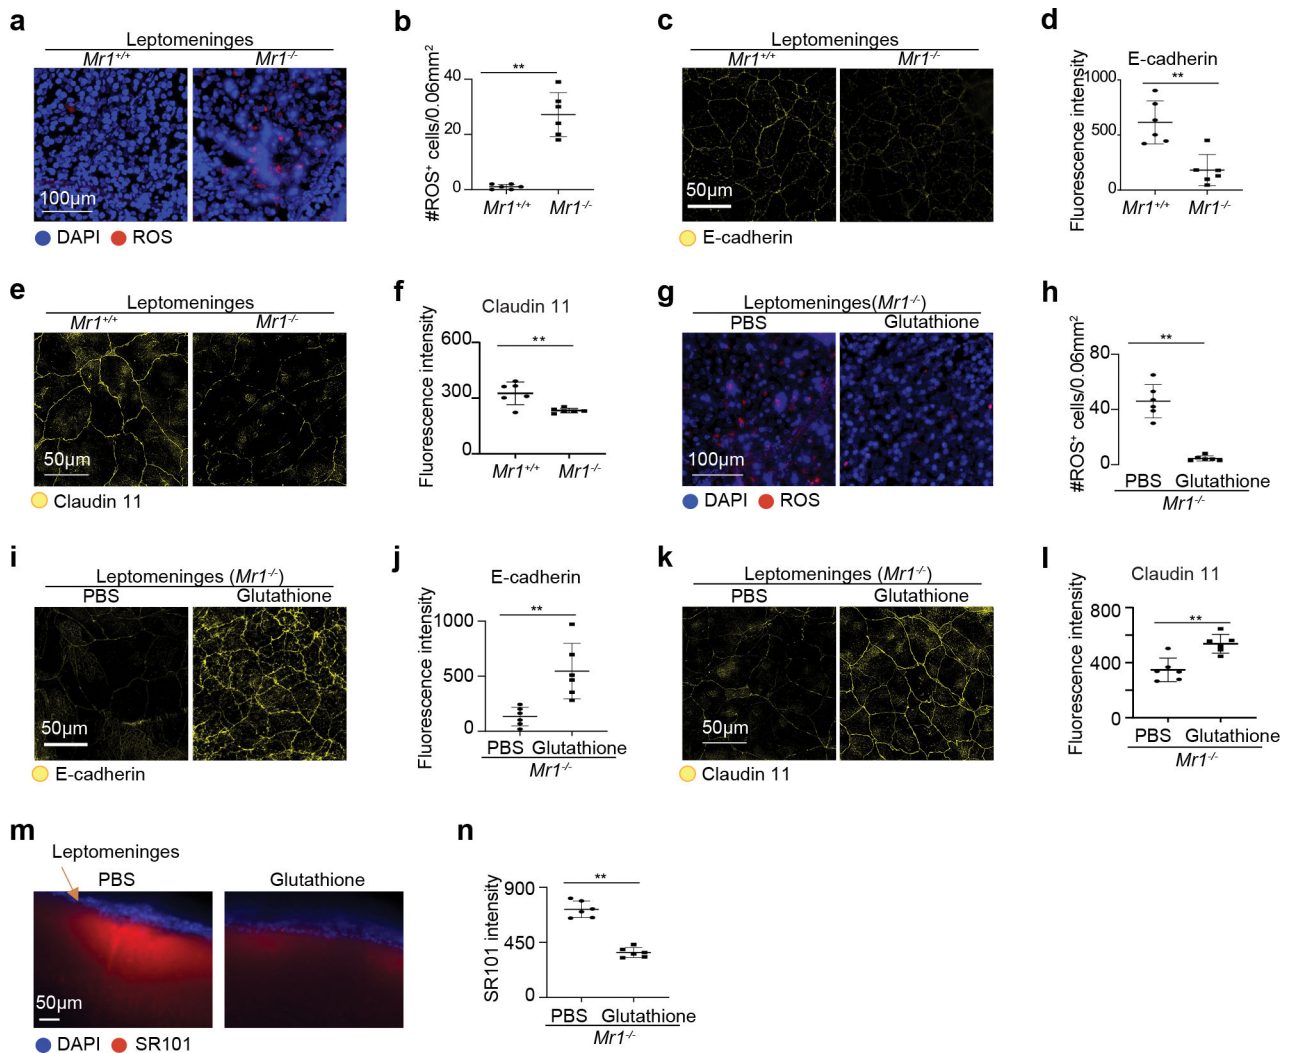 a
Leptomeninges
Mr1+/+ Mr1-/-
100µm
DAPI ROS
b
**
#ROS+ cells/0.06mm2
40
20
0
Mr1+/+ Mr1-/-
c
Leptomeninges
Mr1+/+ Mr1-/-
50µm
E-cadherin
d
E-cadherin
**
Fluorescence intensity
1000
500
0
Mr1+/+ Mr1-/-
e
Leptomeninges
Mr1+/+ Mr1-/-
50µm
Claudin 11
f
Claudin 11
**
Fluorescence intensity
600
300
0
Mr1+/+ Mr1-/-
g
Leptomeninges(Mr1-/-)
PBS Glutathione
100µm
DAPI ROS
h
**
#ROS+ cells/0.06mm2
80
40
0
PBS Glutathione
Mr1-/-
i
Leptomeninges (Mr1-/-)
PBS Glutathione
50µm
E-cadherin
j
E-cadherin
**
Fluorescence intensity
1000
500
0
PBS Glutathione
Mr1-/-
k
Leptomeninges (Mr1-/-)
PBS Glutathione
50µm
Claudin 11
l
Claudin 11
**
Fluorescence intensity
800
400
0
PBS Glutathione
Mr1-/-
m
Leptomeninges
PBS Glutathione
50µm
DAPI SR101
n
**
SR101 intensity
900
450
0
PBS Glutathione
Mr1-/-